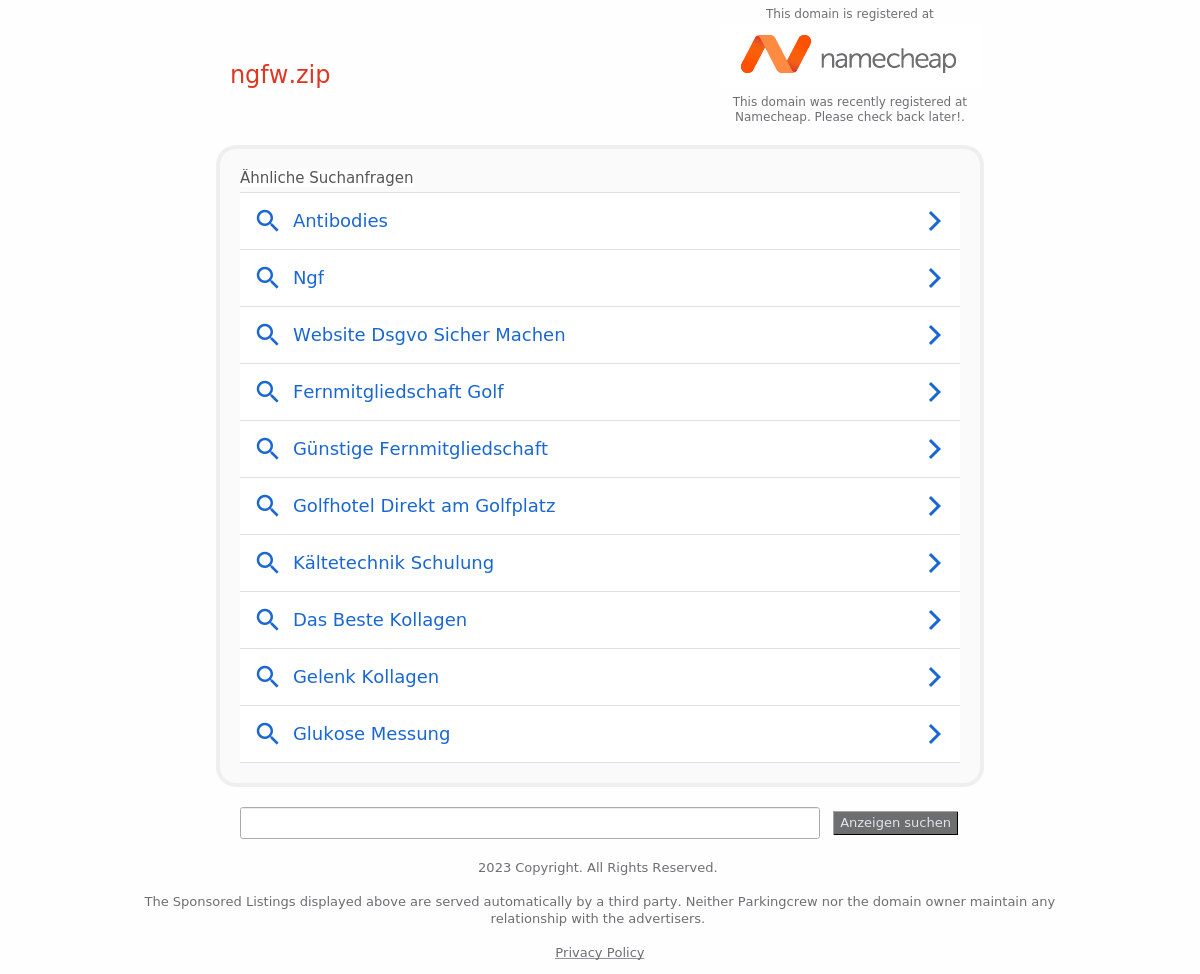 This domain is registered at
namecheap
ngfw.zip
This domain was recently registered at
Namecheap. Please check back later!.
Ähnliche Suchanfragen
Antibodies
Ngf
Website Dsgvo Sicher Machen
Fernmitgliedschaft Golf
Günstige Fernmitgliedschaft
Golfhotel Direkt am Golfplatz
Kältetechnik Schulung
Das Beste Kollagen
Gelenk Kollagen
Glukose Messung
Anzeigen suchen
2023 Copyright. All Rights Reserved.
The Sponsored Listings displayed above are served automatically by a third party. Neither Parkingcrew nor the domain owner maintain any
relationship with the advertisers.
Privacy Policy